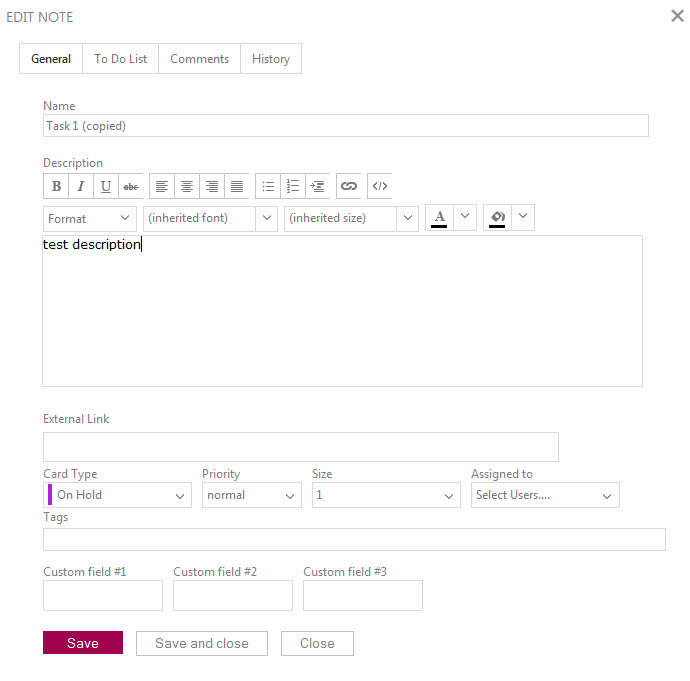 EDIT NOTE
General To Do List Comments History
Name
Task 1 (copied)
Description
B I U abc
Format (inherited font) (inherited size) A
test description
External Link
Card Type Priority Size Assigned to
On Hold normal 1 Select Users....
Tags
Custom field #1 Custom field #2 Custom field #3
Save Save and close Close